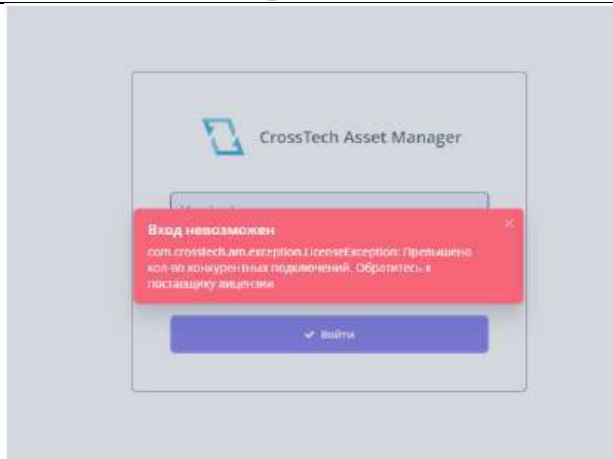 CrossTech Asset Manager
Вход невозможен
com.crosstech.am.exception.LicenseException: Превышено
кол-во конкурентных подключений. Обратитесь к
поставщику лицензии
Войти